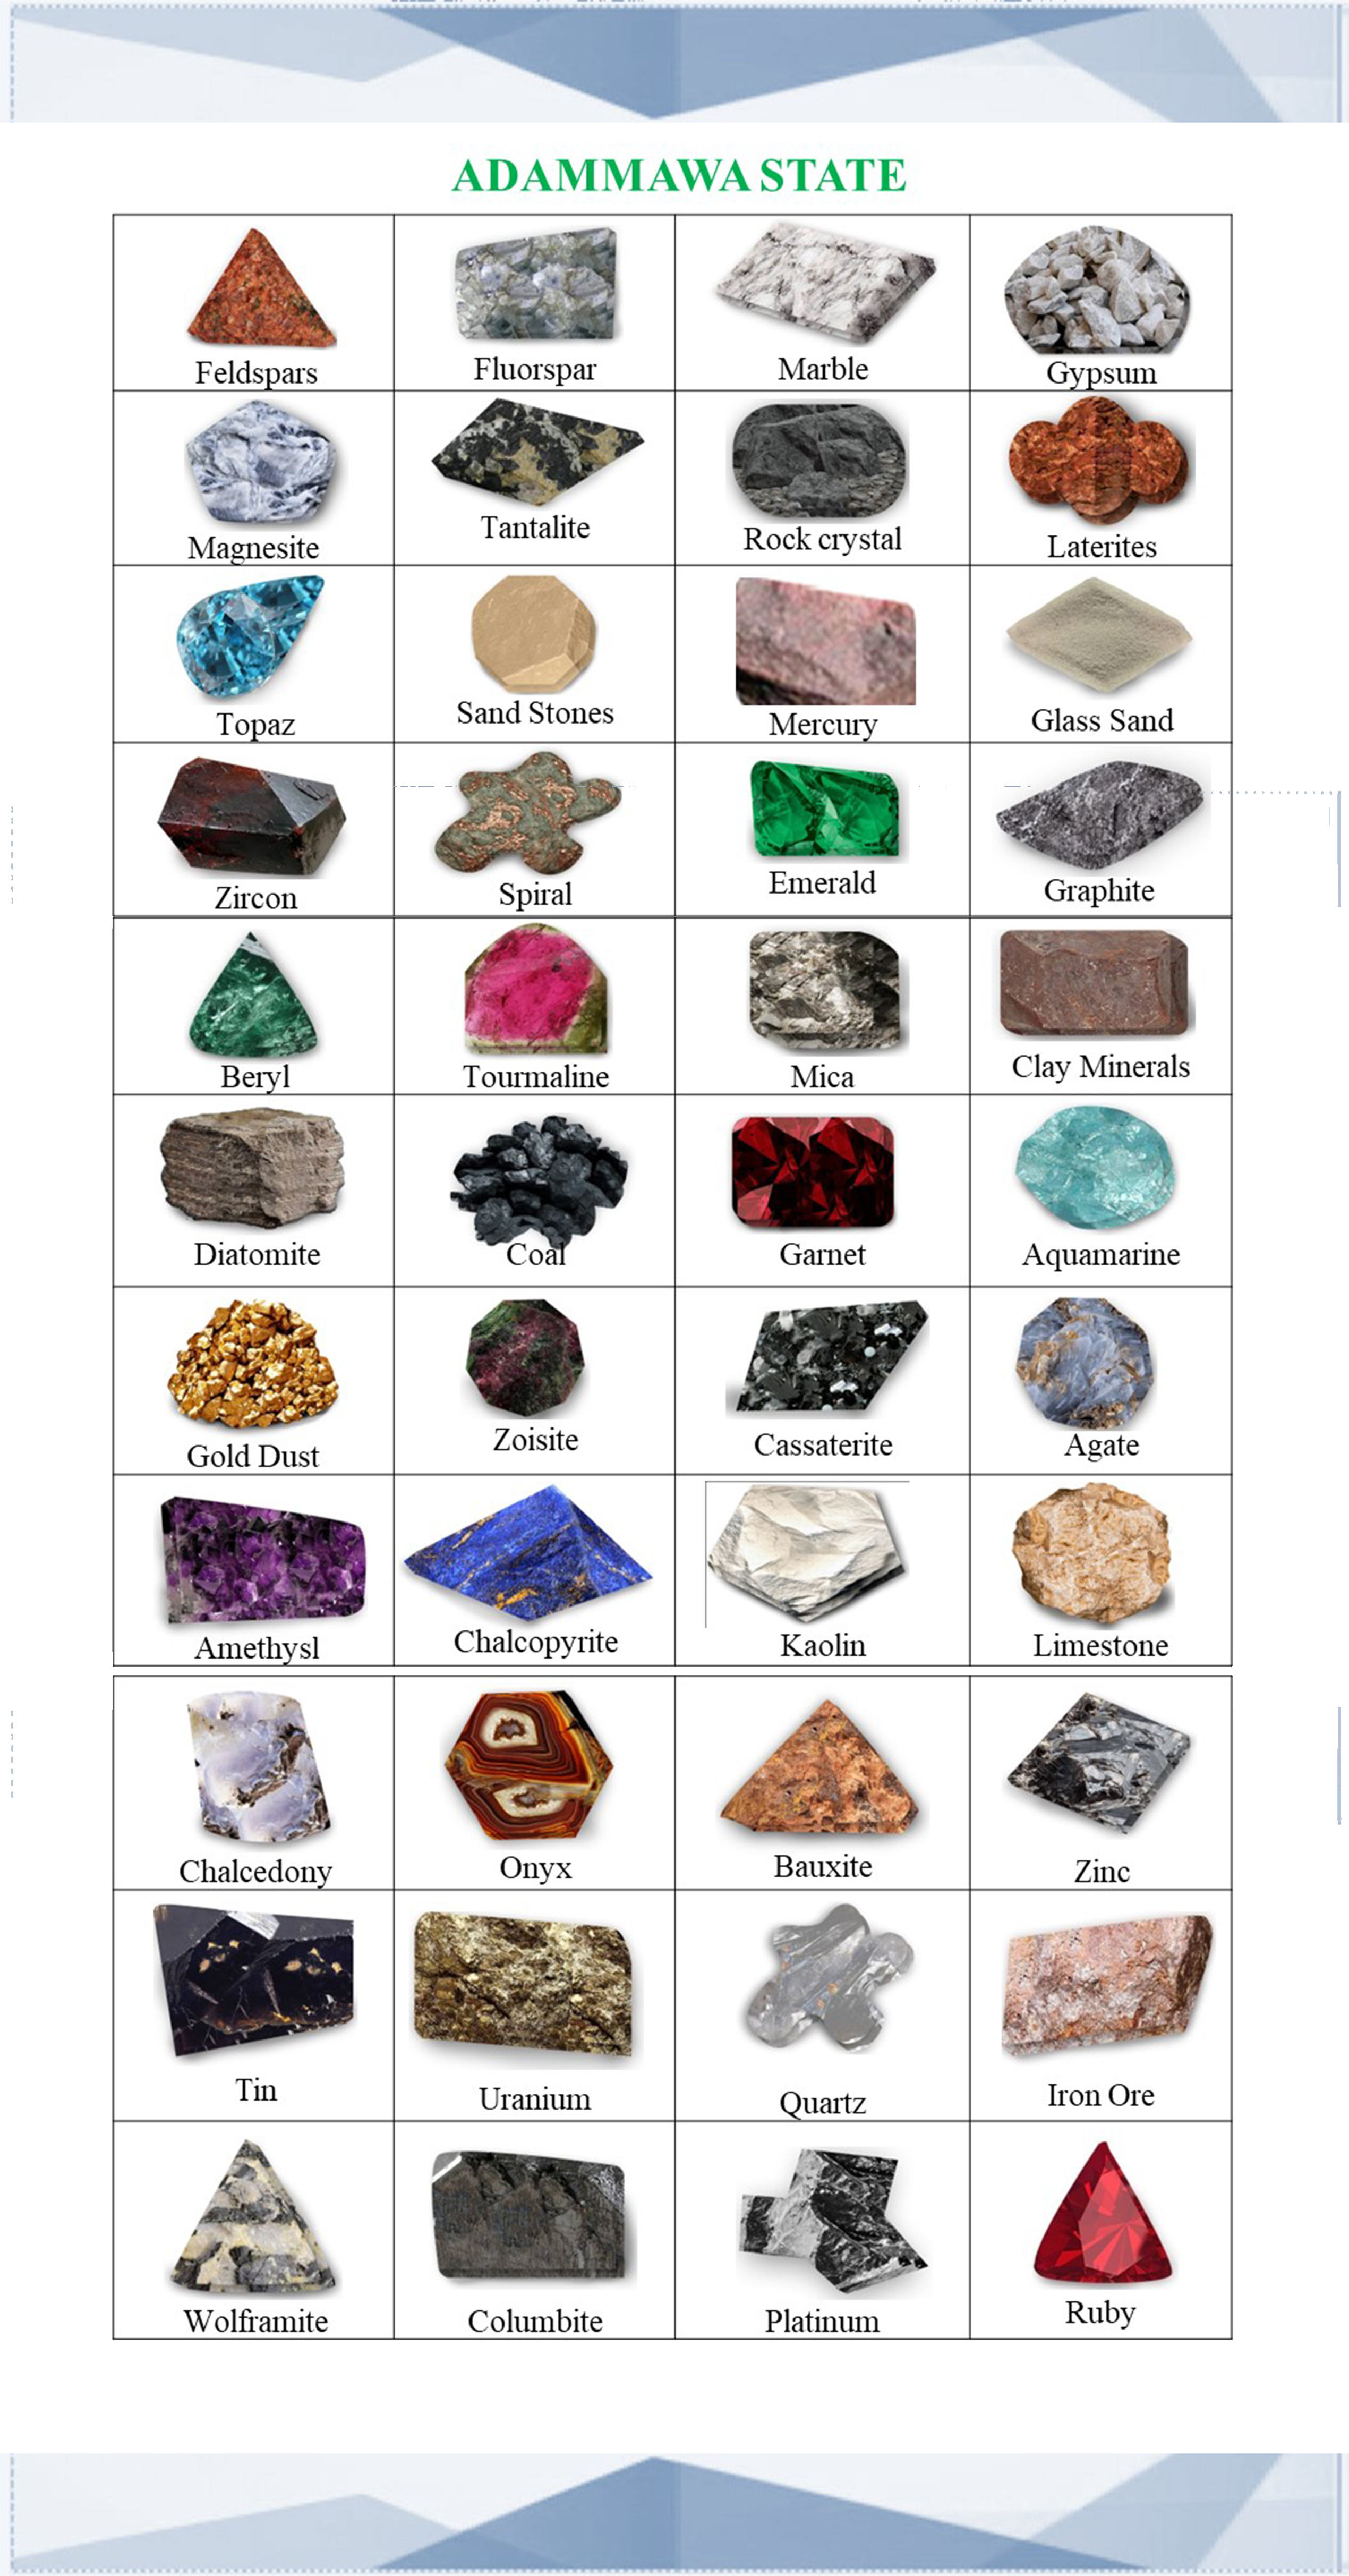 ADAMMAWA STATE
Feldspars
Fluorspar
Marble
Gypsum
Magnesite
Tantalite
Rock crystal
Laterites
Topaz
Sand Stones
Mercury
Glass Sand
Zircon
Spiral
Emerald
Graphite
Beryl
Tourmaline
Mica
Clay Minerals
Diatomite
Coal
Garnet
Aquamarine
Gold Dust
Zoisite
Cassaterite
Agate
Amethysl
Chalcopyrite
Kaolin
Limestone
Chalcedony
Onyx
Bauxite
Zinc
Tin
Uranium
Quartz
Iron Ore
Wolframite
Columbite
Platinum
Ruby